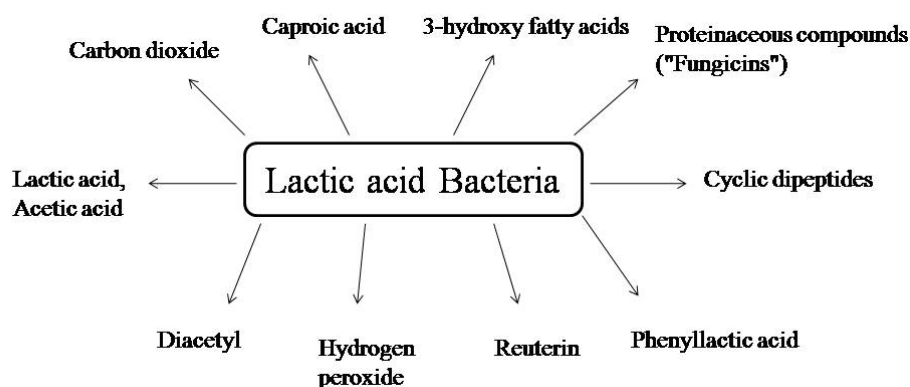 Caproic acid
3-hydroxy fatty acids
Carbon dioxide
Proteinaceous compounds
("Fungicins")
Lactic acid,
Acetic acid
Lactic acid Bacteria
Cyclic dipeptides
Diacetyl
Hydrogen
peroxide
Reuterin
Phenyllactic acid